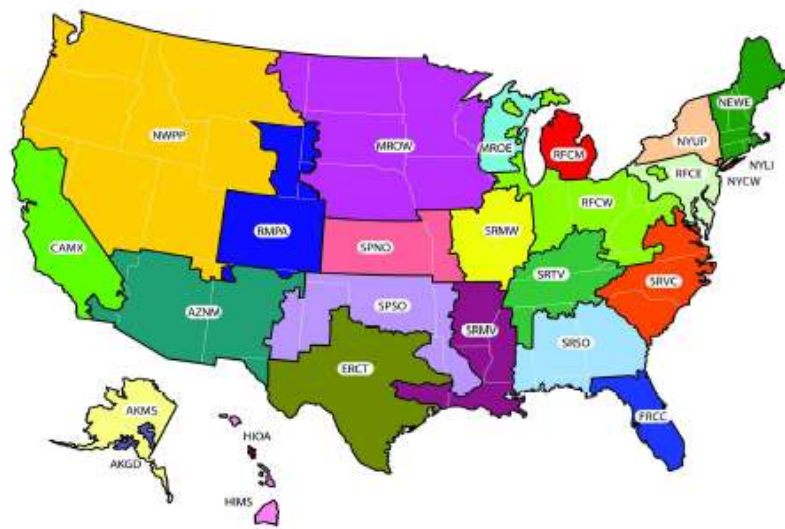 NEWE
NWPP
MROW
MROE
RFCM
NYUP
NYLI
RFCE
NYCW
RFCW
RMPA
SRMW
CAMX
SPNO
SRTV
SRVC
AZNM
SPSO
SRMV
SRSO
ERCT
AKMS
FRCC
HIOA
AKGD
HIMS